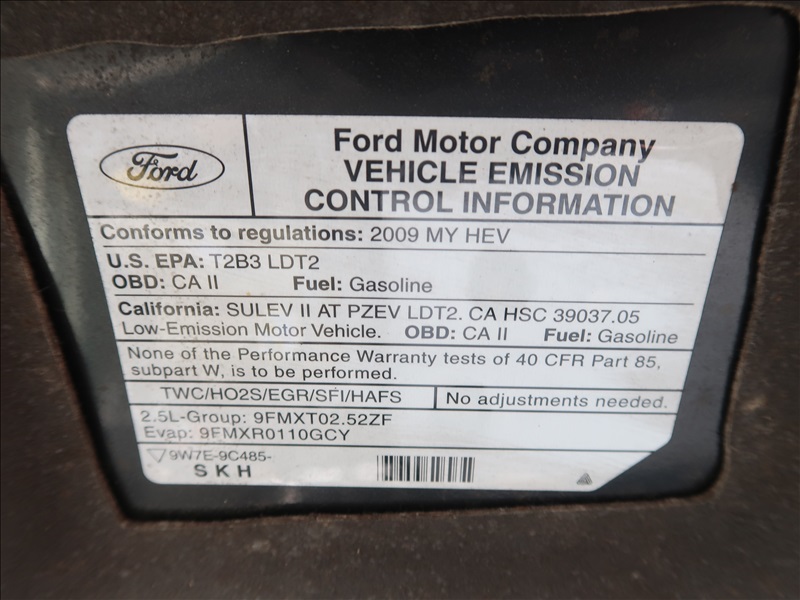 Ford
Ford Motor Company
VEHICLE EMISSION
CONTROL INFORMATION
Conforms to regulations: 2009 MY HEV
U.S. EPA: T2B3 LDT2
OBD: CA II Fuel: Gasoline
California: SULEV II AT PZEV LDT2. CA HSC 39037.05
Low-Emission Motor Vehicle. OBD: CA II Fuel: Gasoline
None of the Performance Warranty tests of 40 CFR Part 85,
subpart W, is to be performed.
TWC/HO2S/EGR/SFI/HAFS No adjustments needed.
2.5L-Group: 9FMXT02.52ZF
Evap: 9FMXR0110GCY
9W7E-9C485-
SKH